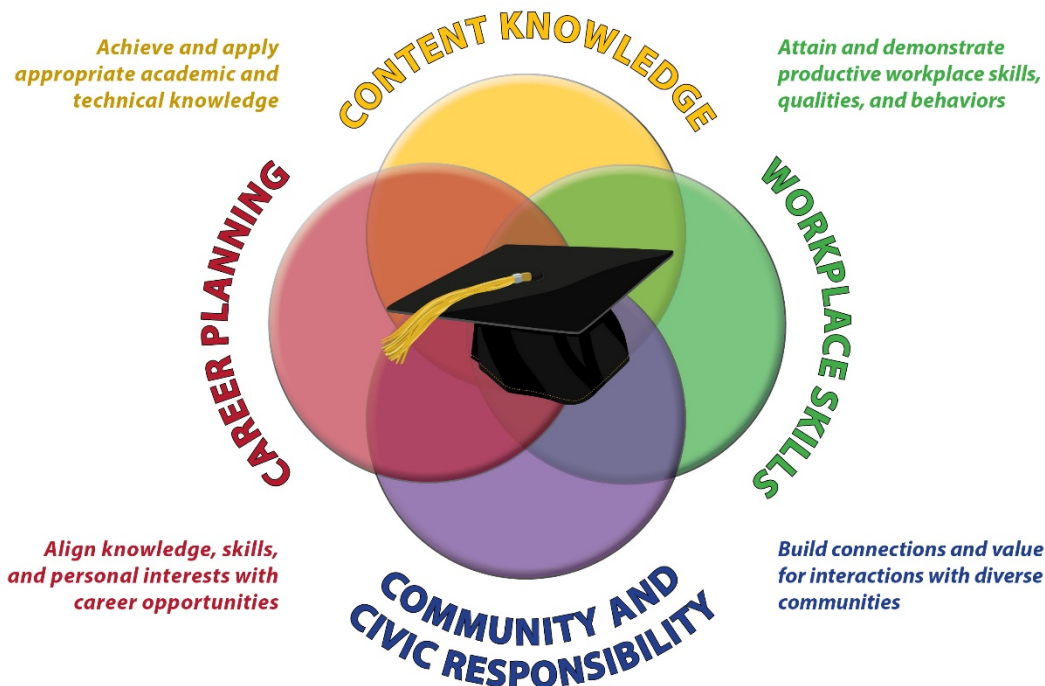 CONTENT KNOWLEDGE
Achieve and apply
appropriate academic and
technical knowledge
Attain and demonstrate
productive workplace skills,
qualities, and behaviors
CAREER PLANNING
WORKPLACE SKILLS
Align knowledge, skills,
and personal interests with
career opportunities
Build connections and value
for interactions with diverse
communities
COMMUNITY AND
CIVIC RESPONSIBILITY